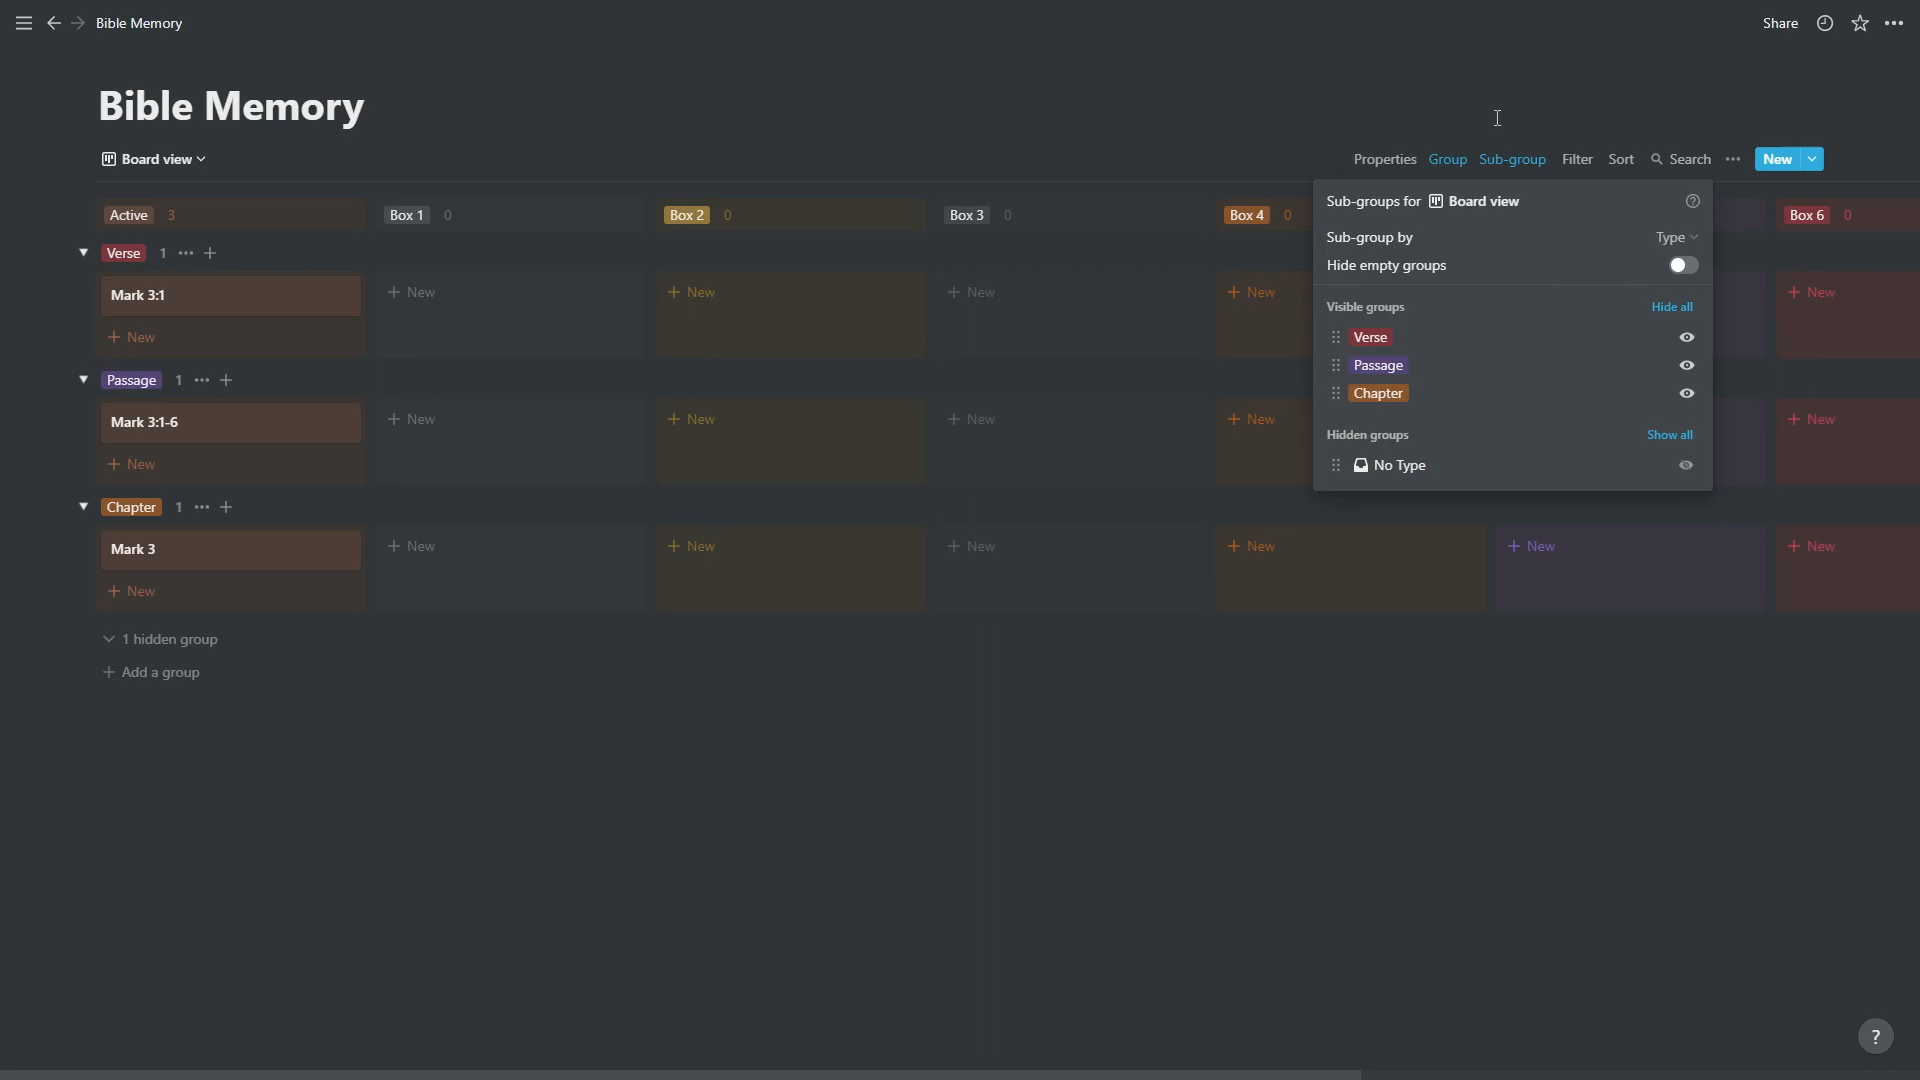 Bible Memory
Share
Bible Memory
Board view
Properties Group Sub-group Filter Sort Search New
Active 3 Box 1 0 Box 2 0 Box 3 0 Box 4 0 Box 6 0
Sub-groups for Board view
Sub-group by Type
Hide empty groups
Visible groups Hide all
Verse
Passage
Chapter
Hidden groups Show all
No Type
Verse 1
Mark 3:1
+ New + New + New + New + New
+ New
Passage 1
Mark 3:1-6
+ New + New + New + New + New
+ New
Chapter 1
Mark 3
+ New + New + New + New + New + New
+ New
1 hidden group
+ Add a group
?